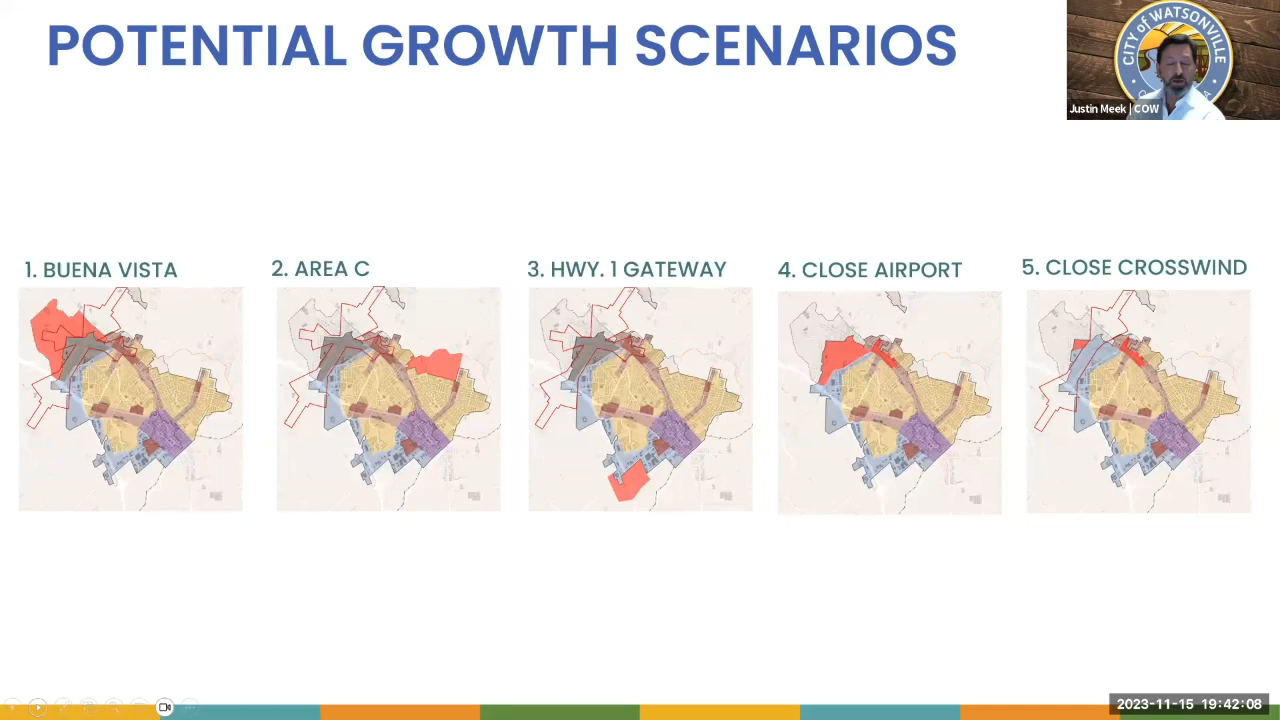 POTENTIAL GROWTH SCENARIOS
CITY of WATSONVILLE
Justin Meek | COW
1. BUENA VISTA
2. AREA C
3. HWY. 1 GATEWAY
4. CLOSE AIRPORT
5. CLOSE CROSSWIND
2023-11-15 19:42:08